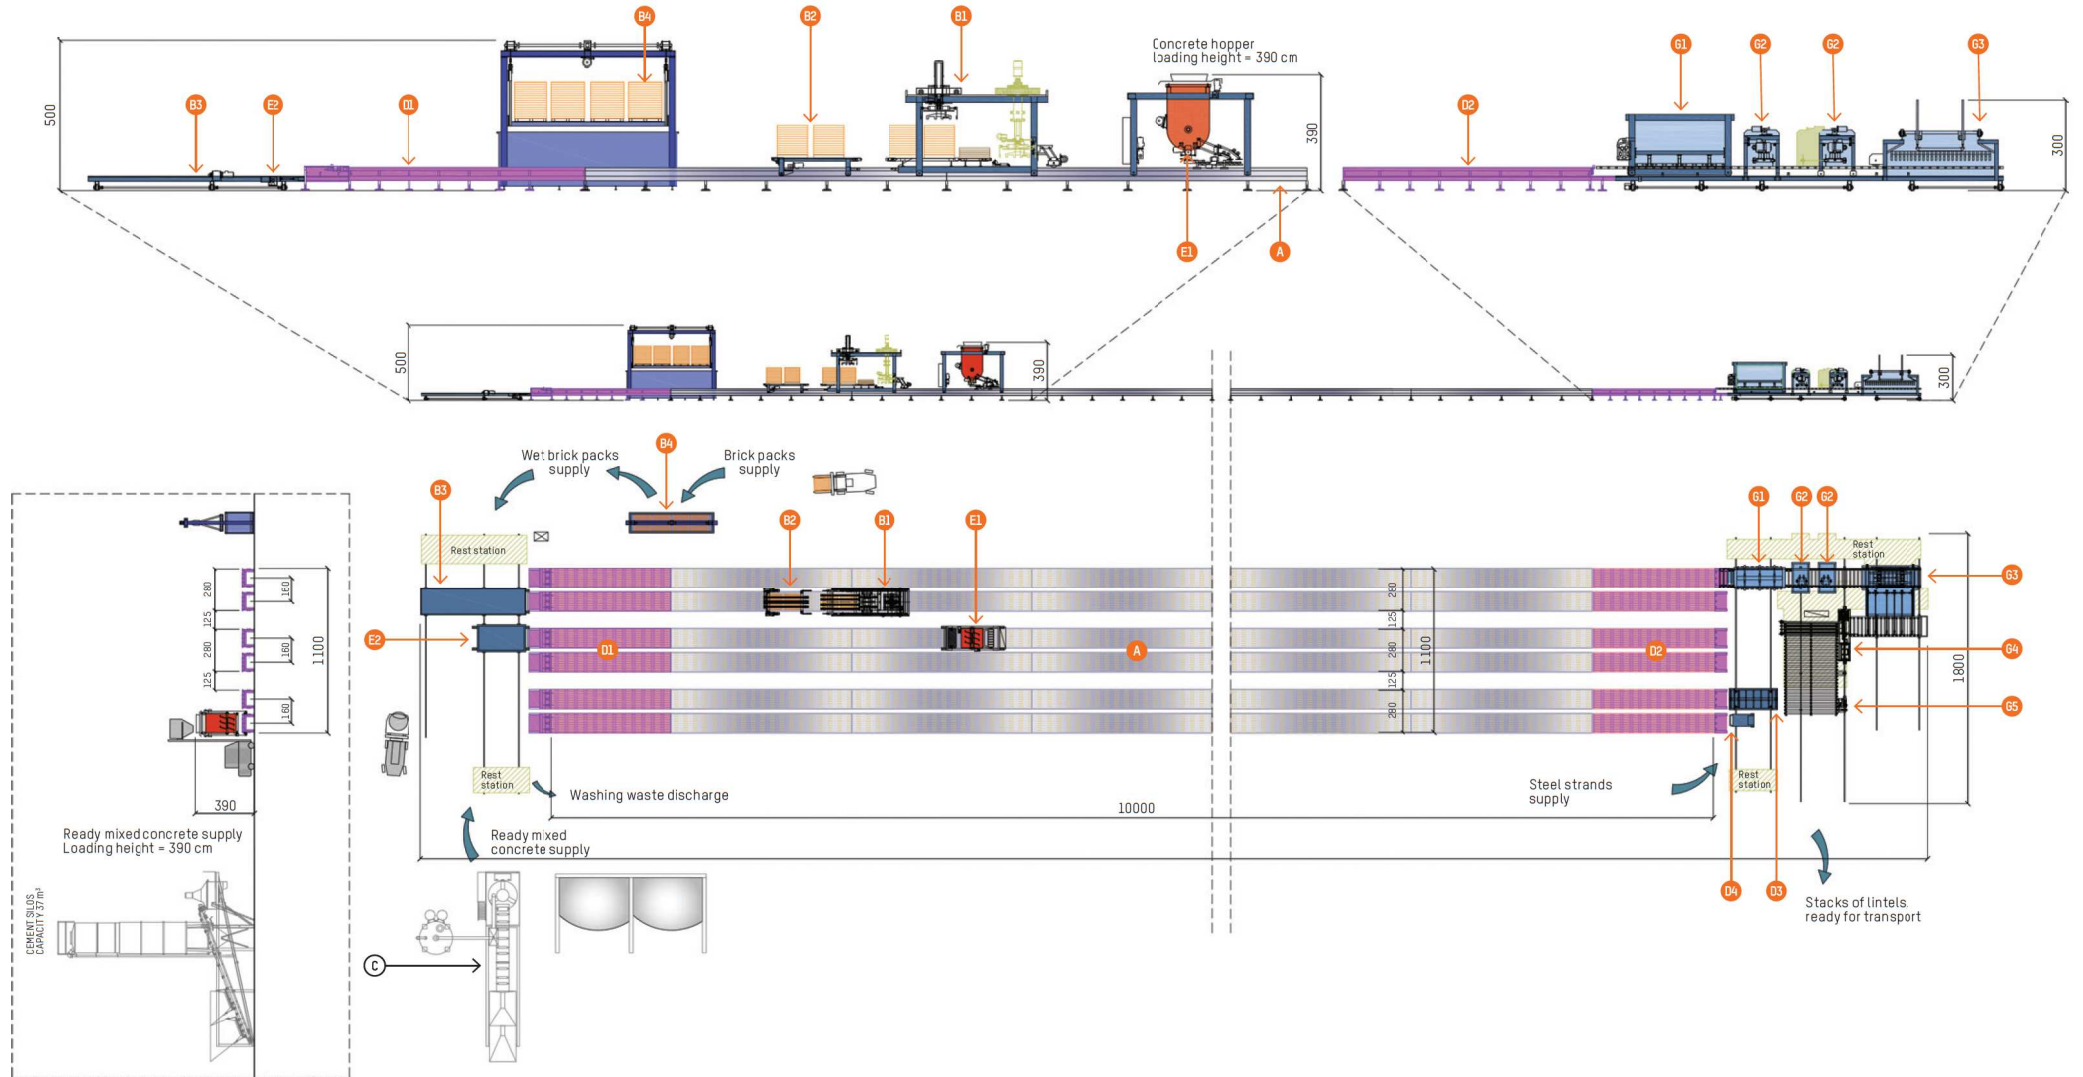 B4
B2
B1
Concrete hopper
loading height = 390 cm
G1
G2
G2
G3
B3
E2
D1
D2
500
390
300
E1
A
500
390
300
B4
Wet brick packs
supply
Brick packs
supply
B3
Rest station
B2
B1
E1
G1
G2
G2
Rest
station
G3
E2
D1
A
D2
G4
G5
280
125
280
125
280
1100
1800
280
125
280
125
160
160
160
1100
390
Ready mixed concrete supply
Loading height = 390 cm
CEMENT SILOS
CAPACITY 37 m³
Rest
station
Washing waste discharge
Ready mixed
concrete supply
10000
Steel strands
supply
Rest
station
D4
D3
Stacks of lintels.
ready for transport
C